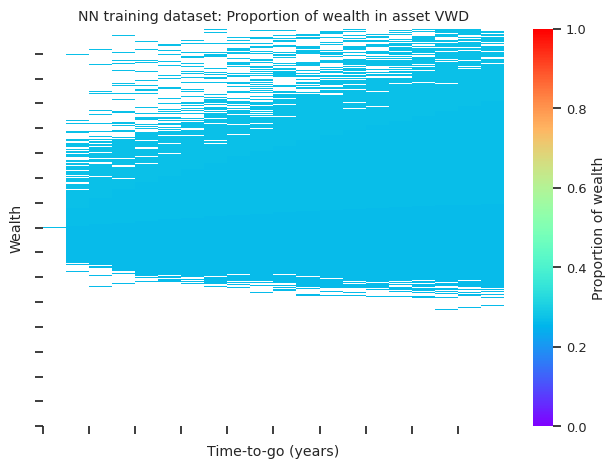 NN training dataset: Proportion of wealth in asset VWD
Wealth
Time-to-go (years)
1.0
0.8
0.6
0.4
0.2
0.0
Proportion of wealth